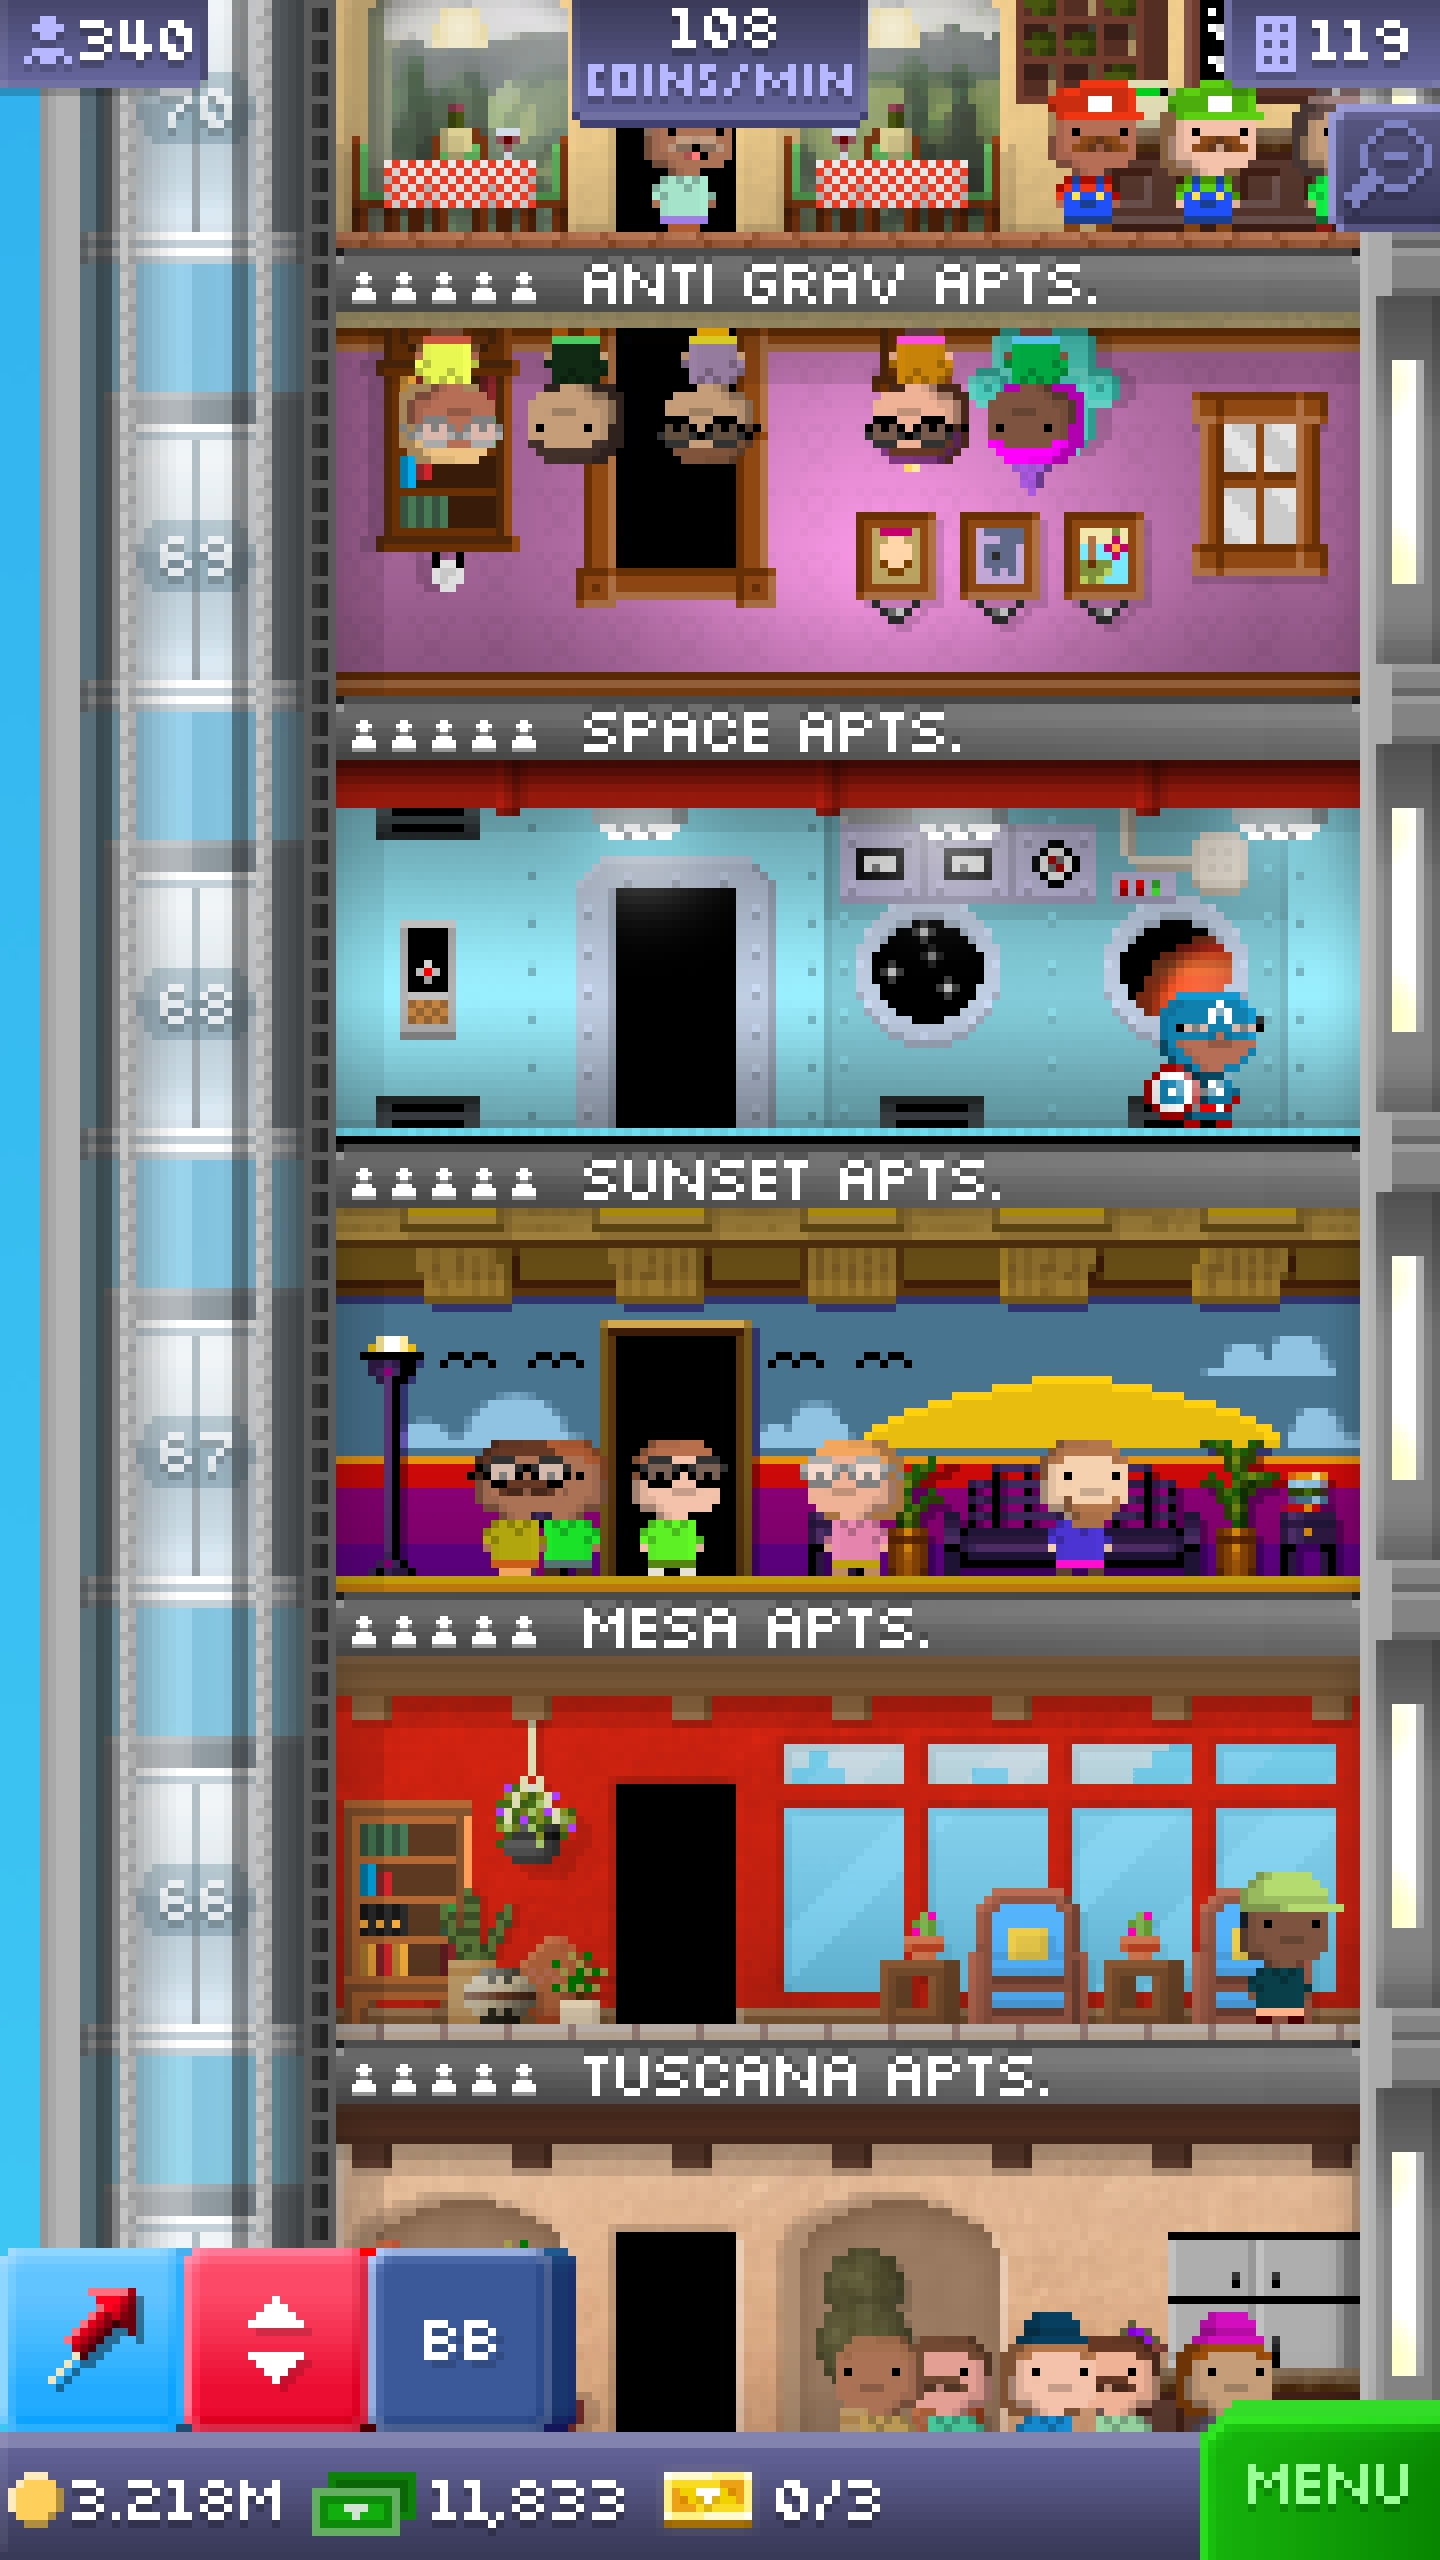 340
108
COINS/MIN
119
70
ANTI GRAV APTS.
69
SPACE APTS.
68
A
SUNSET APTS.
67
MESA APTS.
66
TUSCANA APTS.
BB
3.218M
11,833
0/3
MENU